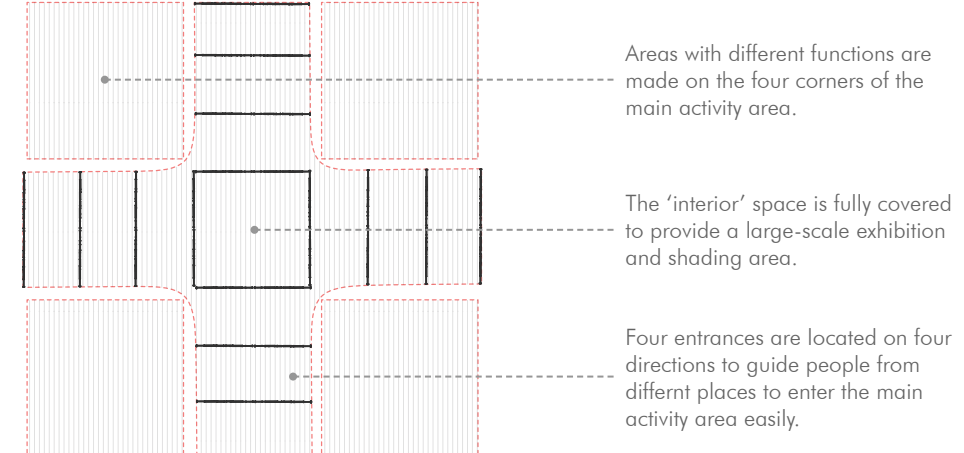 Areas with different functions are
made on the four corners of the
main activity area.
The ‘interior’ space is fully covered
to provide a large-scale exhibition
and shading area.
Four entrances are located on four
directions to guide people from
differnt places to enter the main
activity area easily.